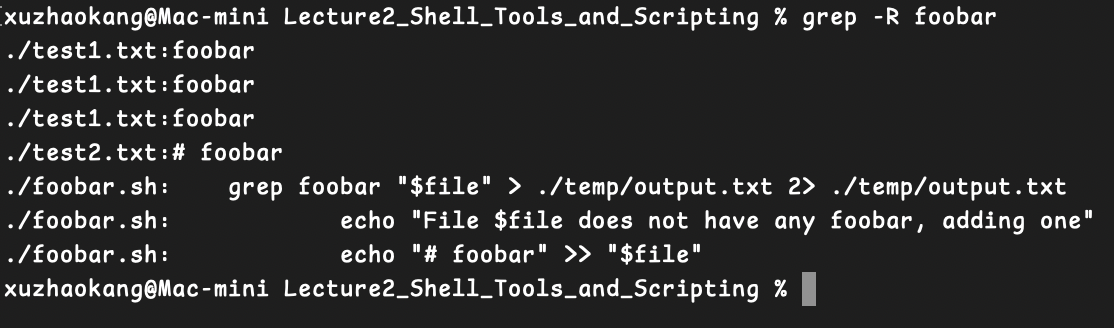 xuzhaokang@Mac-mini Lecture2_Shell_Tools_and_Scripting % grep -R foobar
./test1.txt:foobar
./test1.txt:foobar
./test1.txt:foobar
./test2.txt:# foobar
./foobar.sh:    grep foobar "$file" > ./temp/output.txt 2> ./temp/output.txt
./foobar.sh:            echo "File $file does not have any foobar, adding one"
./foobar.sh:            echo "# foobar" >> "$file"
xuzhaokang@Mac-mini Lecture2_Shell_Tools_and_Scripting %